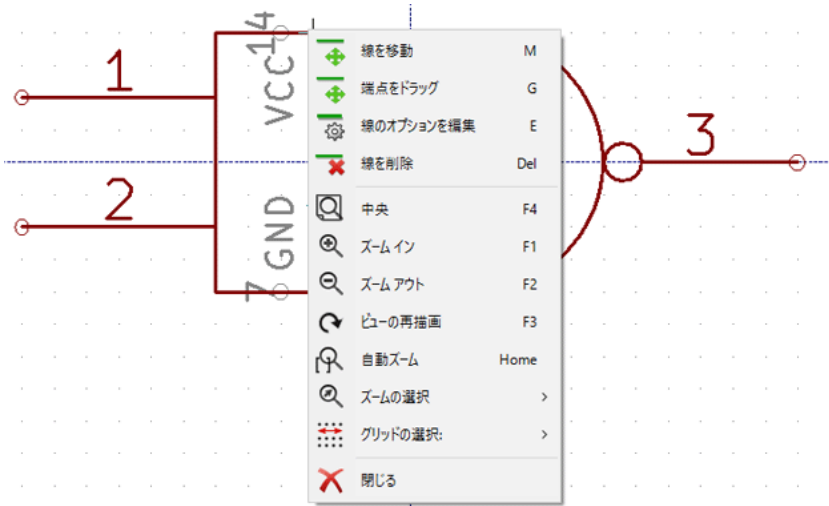 14
VCC
1
2
3
GND
7
線を移動 M
端点をドラッグ G
線のオプションを編集 E
線を削除 Del
中央 F4
ズーム イン F1
ズーム アウト F2
ビューの再描画 F3
自動ズーム Home
ズームの選択 >
グリッドの選択: >
閉じる